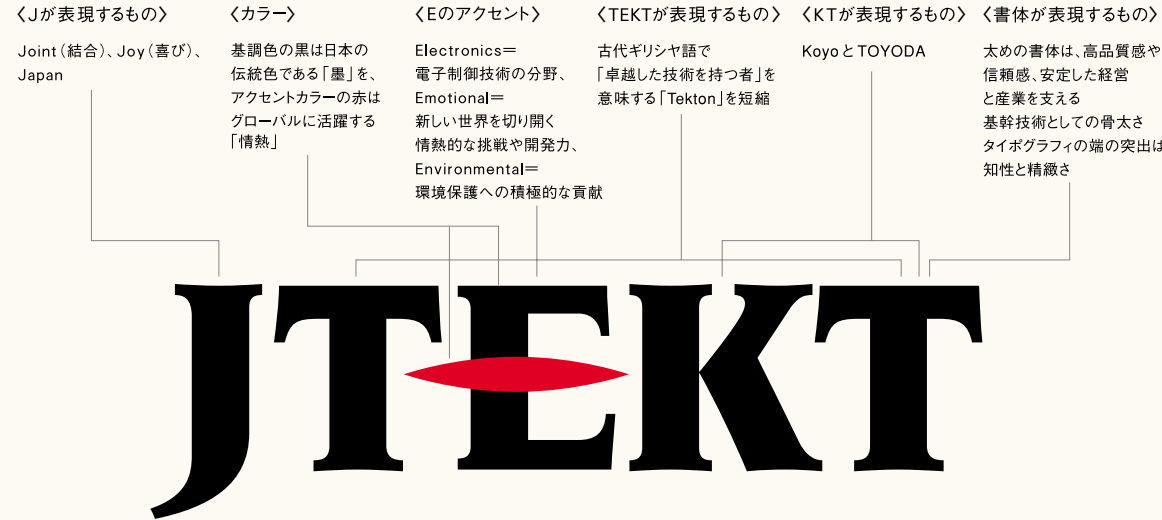 〈Jが表現するもの〉
Joint（結合）、Joy（喜び）、
Japan
〈カラー〉
基調色の黒は日本の
伝統色である「墨」を、
アクセントカラーの赤は
グローバルに活躍する
「情熱」
〈Eのアクセント〉
Electronics＝
電子制御技術の分野、
Emotional＝
新しい世界を切り開く
情熱的な挑戦や開発力、
Environmental＝
環境保護への積極的な貢献
〈TEKTが表現するもの〉
古代ギリシヤ語で
「卓越した技術を持つ者」を
意味する「Tekton」を短縮
〈KTが表現するもの〉
KoyoとTOYODA
〈書体が表現するもの〉
太めの書体は、高品質感や
信頼感、安定した経営
と産業を支える
基幹技術としての骨太さ
タイポグラフィの端の突出は
知性と精緻さ
JTEKT